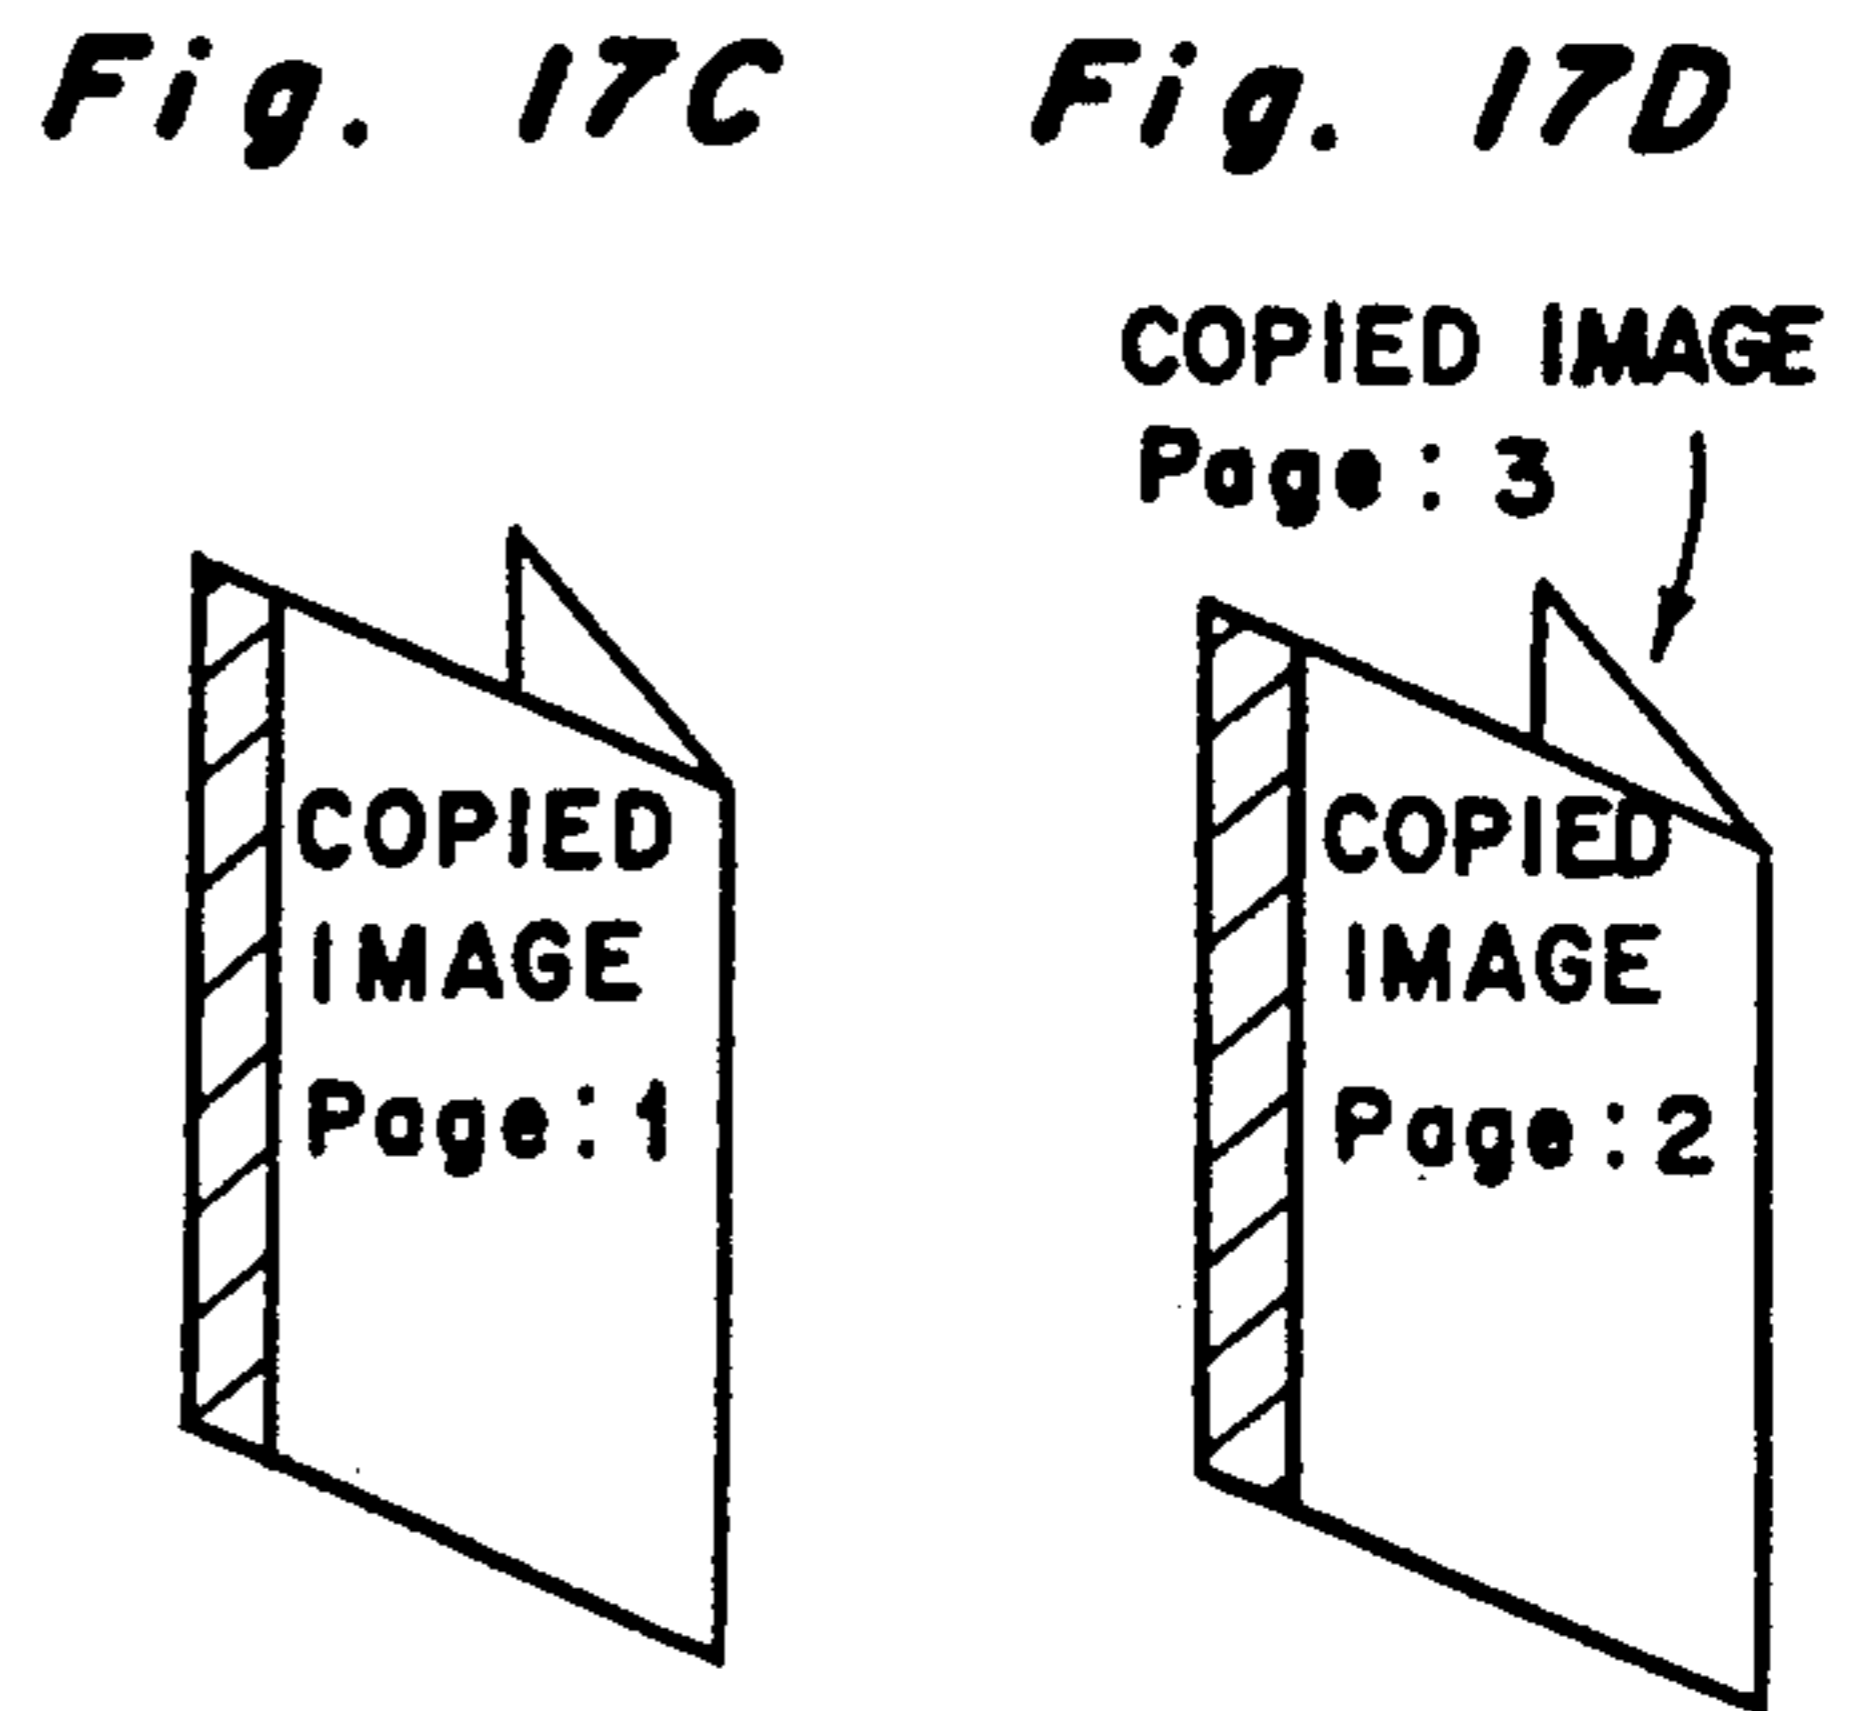 Fig. 17C
COPIED
IMAGE
Page:1
Fig. 17D
COPIED IMAGE
Page: 3
COPIED
IMAGE
Page:2